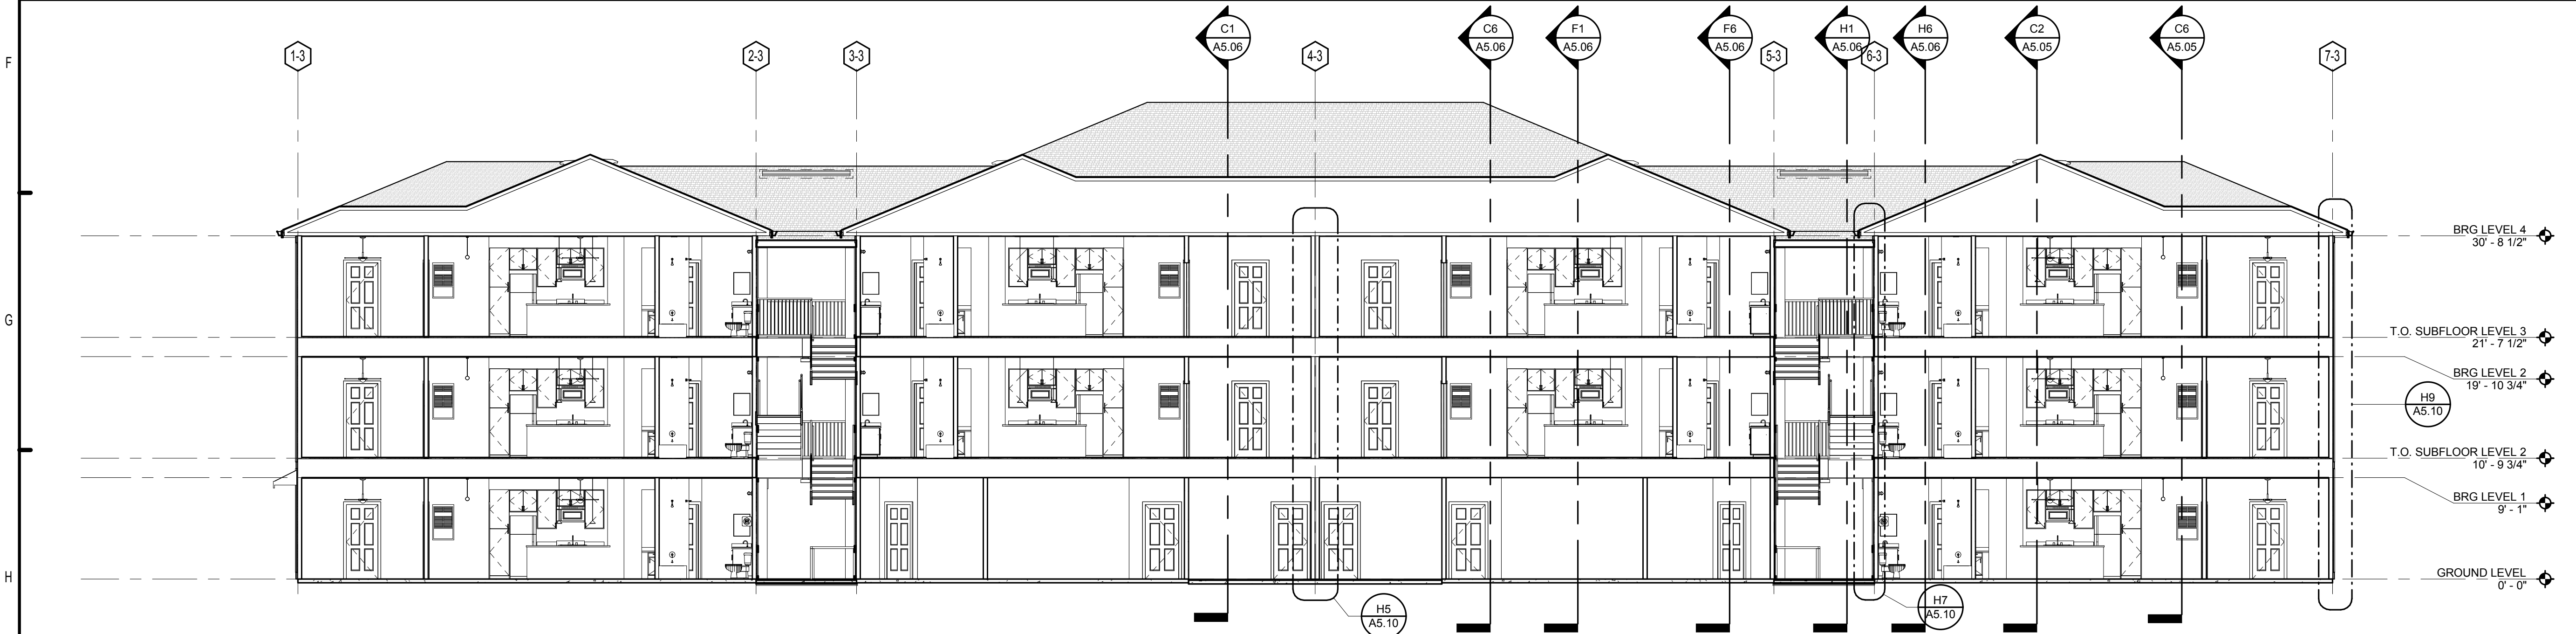 C1
A5.06
C6
A5.06
F1
A5.06
F6
A5.06
H1
A5.06
H6
A5.06
C2
A5.05
C6
A5.05
F
1-3
2-3
3-3
4-3
5-3
6-3
7-3
BRG LEVEL 4
30' - 8 1/2"
G
T.O. SUBFLOOR LEVEL 3
21' - 7 1/2"
BRG LEVEL 2
19' - 10 3/4"
H9
A5.10
T.O. SUBFLOOR LEVEL 2
10' - 9 3/4"
BRG LEVEL 1
9' - 1"
H
GROUND LEVEL
0' - 0"
H5
A5.10
H7
A5.10